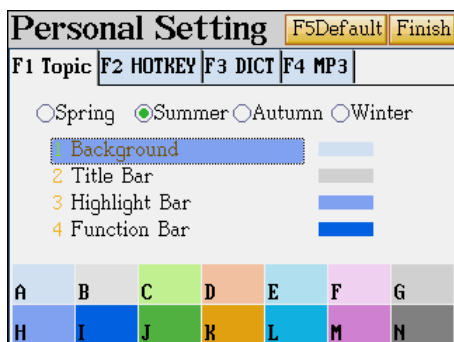 Personal Setting F5Default Finish
F1 Topic F2 HOTKEY F3 DICT F4 MP3
Spring Summer Autumn Winter
1 Background
2 Title Bar
3 Highlight Bar
4 Function Bar
A B C D E F G
H I J K L M N